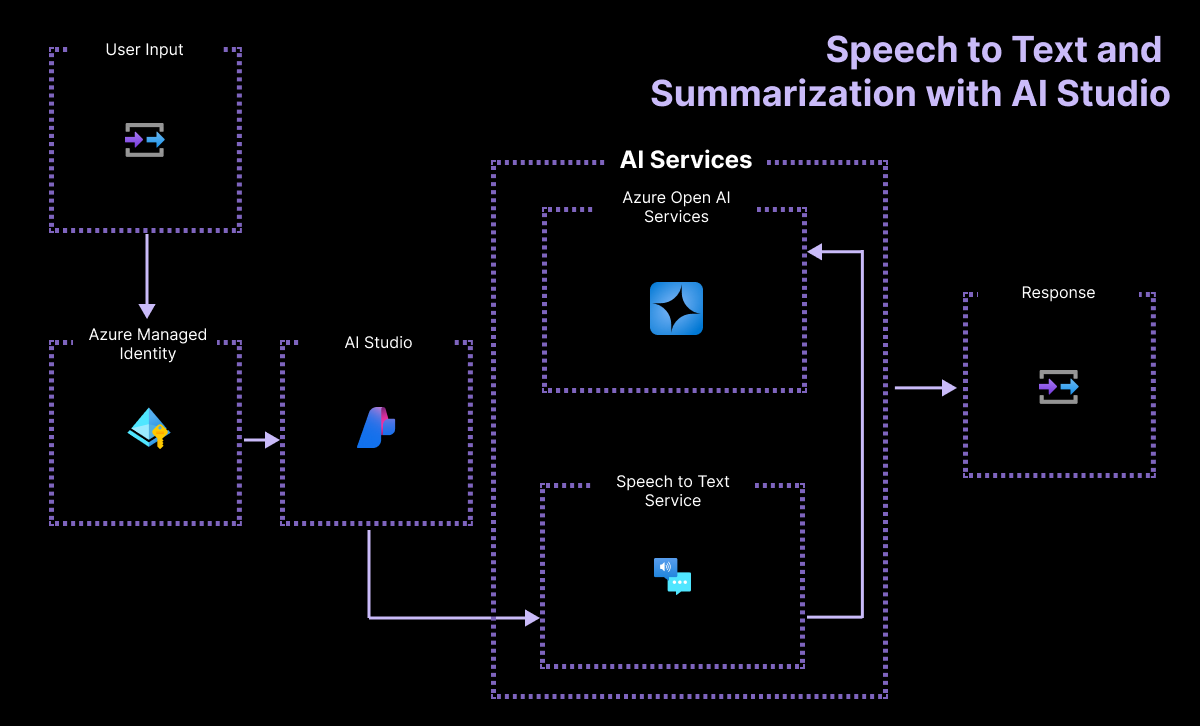 Speech to Text and
Summarization with AI Studio
User Input
Azure Managed
Identity
AI Studio
AI Services
Azure Open AI
Services
Speech to Text
Service
Response